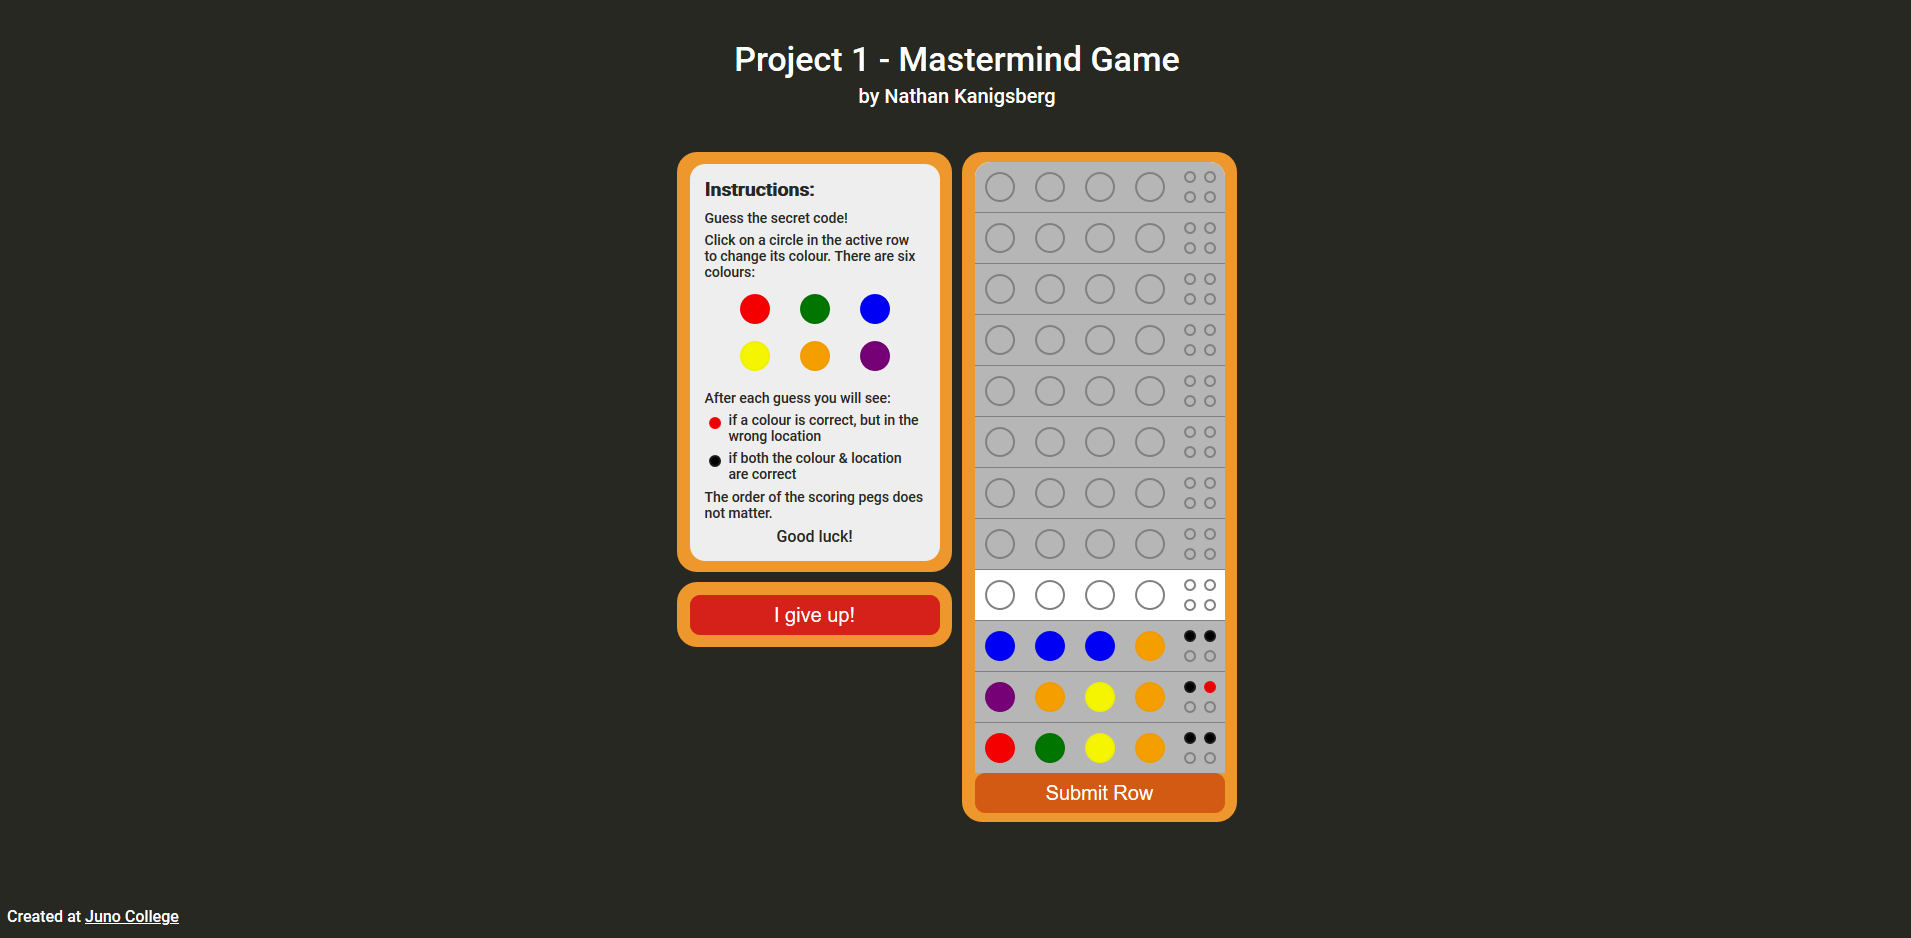 Project 1 - Mastermind Game
by Nathan Kanigsberg
Instructions:
Guess the secret code!
Click on a circle in the active row
to change its colour. There are six
colours:
After each guess you will see:
if a colour is correct, but in the
wrong location
if both the colour & location
are correct
The order of the scoring pegs does
not matter.
Good luck!
I give up!
Submit Row
Created at Juno College